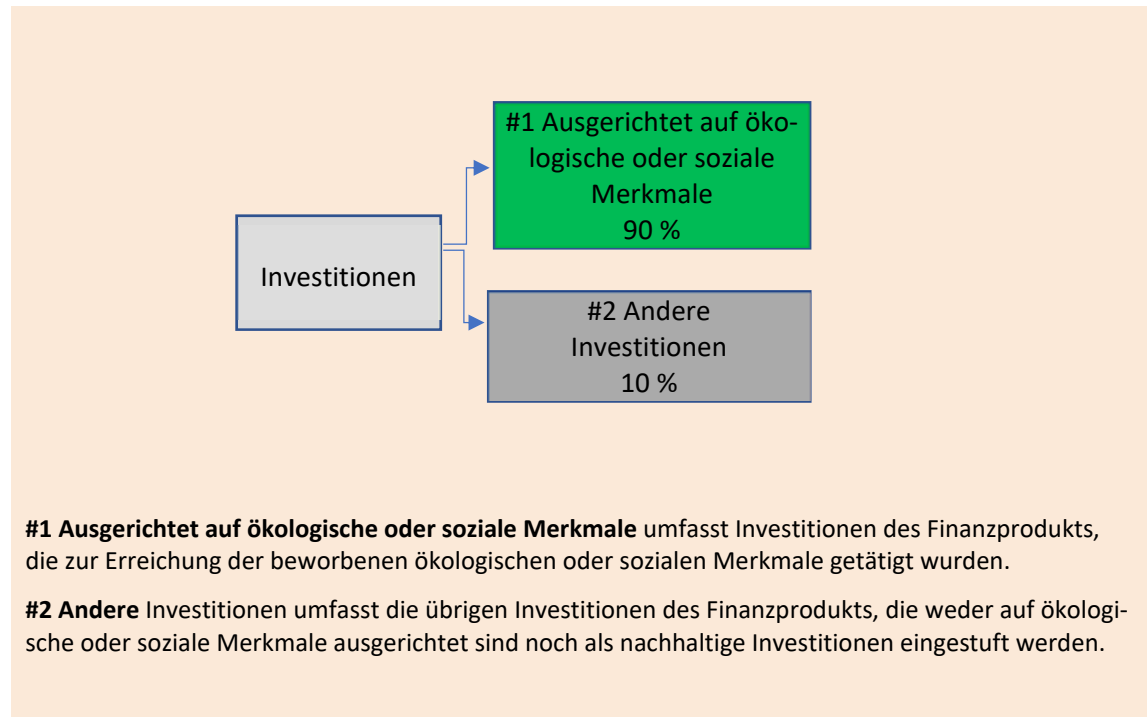 #1 Ausgerichtet auf öko-
logische oder soziale
Merkmale
90 %
Investitionen
#2 Andere
Investitionen
10 %
#1 Ausgerichtet auf ökologische oder soziale Merkmale umfasst Investitionen des Finanzprodukts,
die zur Erreichung der beworbenen ökologischen oder sozialen Merkmale getätigt wurden.
#2 Andere Investitionen umfasst die übrigen Investitionen des Finanzprodukts, die weder auf ökologi-
sche oder soziale Merkmale ausgerichtet sind noch als nachhaltige Investitionen eingestuft werden.